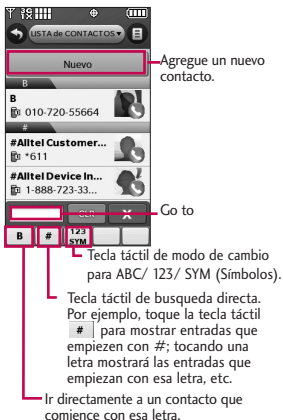 LISTA de CONTACTOS
Nuevo
Agregue un nuevo
contacto.
B
B
010-720-55664
#
#Alltel Customer...
*611
#Alltel Device In...
1-888-723-33...
CLR
X
Go to
B
#
123
SYM
Tecla táctil de modo de cambio
para ABC/ 123/ SYM (Símbolos).
Tecla táctil de busqueda directa.
Por ejemplo, toque la tecla táctil
# para mostrar entradas que
empiezen con #; tocando una
letra mostrará las entradas que
empiezan con esa letra, etc.
Ir directamente a un contacto que
comience con esa letra.